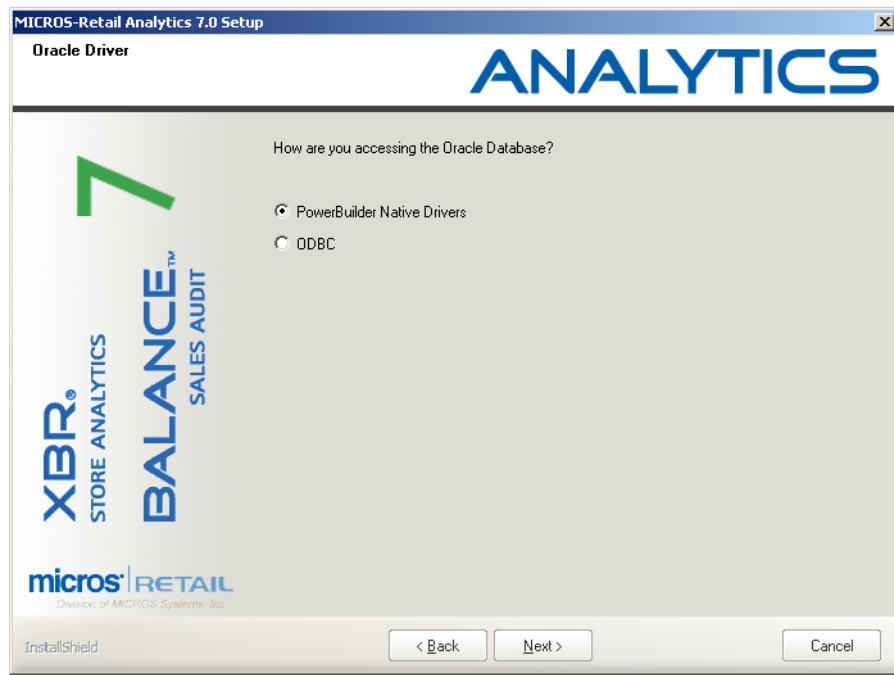 MICROS-Retail Analytics 7.0 Setup
Oracle Driver
ANALYTICS
How are you accessing the Oracle Database?
PowerBuilder Native Drivers
ODBC
7
XBR®
STORE ANALYTICS
BALANCE™
SALES AUDIT
micros® RETAIL
Division of MICROS Systems, Inc.
InstallShield
< Back
Next >
Cancel